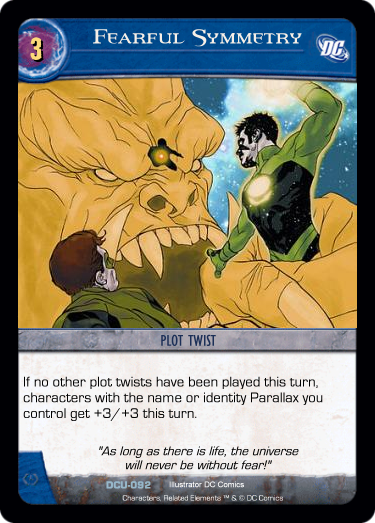 3
Fearful Symmetry
DC
PLOT TWIST
If no other plot twists have been played this turn,
characters with the name or identity Parallax you
control get +3/+3 this turn.
"As long as there is life, the universe
will never be without fear!"
DCU-092 Illustrator DC Comics
Characters, Related Elements ™ & © DC Comics